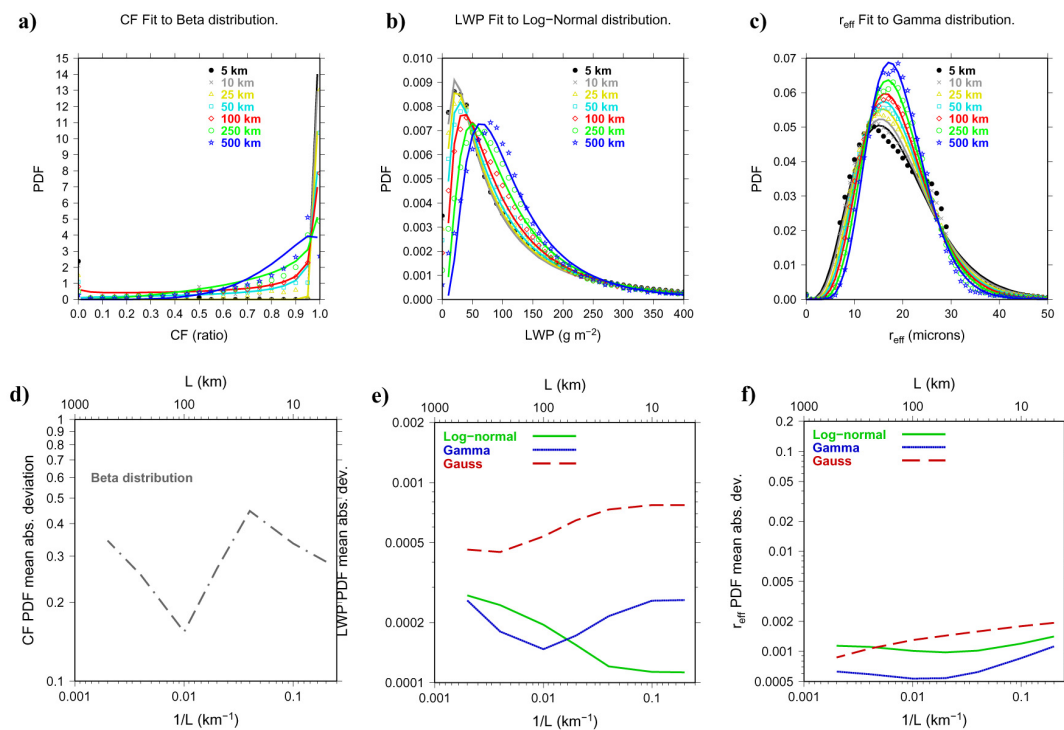 a) CF Fit to Beta distribution.
PDF
15
14
13
12
11
10
9
8
7
6
5
4
3
2
1
0
5 km
10 km
25 km
50 km
100 km
250 km
500 km
0.0 0.1 0.2 0.3 0.4 0.5 0.6 0.7 0.8 0.9 1.0
CF (ratio)
b) LWP Fit to Log−Normal distribution.
PDF
0.010
0.009
0.008
0.007
0.006
0.005
0.004
0.003
0.002
0.001
0.000
5 km
10 km
25 km
50 km
100 km
250 km
500 km
0 50 100 150 200 250 300 350 400
LWP (g m−2)
c) reff Fit to Gamma distribution.
PDF
0.07
0.06
0.05
0.04
0.03
0.02
0.01
0.00
5 km
10 km
25 km
50 km
100 km
250 km
500 km
0 10 20 30 40 50
reff (microns)
d) L (km)
1000 100 10
CF PDF mean abs. deviation
1
0.9
0.8
0.7
0.6
0.5
0.4
0.3
0.2
0.1
Beta distribution
0.001 0.01 0.1
1/L (km−1)
e) L (km)
1000 100 10
LWP PDF mean abs. dev.
0.002
0.001
0.0005
0.0002
0.0001
Log−normal
Gamma
Gauss
0.001 0.01 0.1
1/L (km−1)
f) L (km)
1000 100 10
reff PDF mean abs. dev.
0.2
0.1
0.05
0.02
0.01
0.005
0.002
0.001
0.0005
Log−normal
Gamma
Gauss
0.001 0.01 0.1
1/L (km−1)